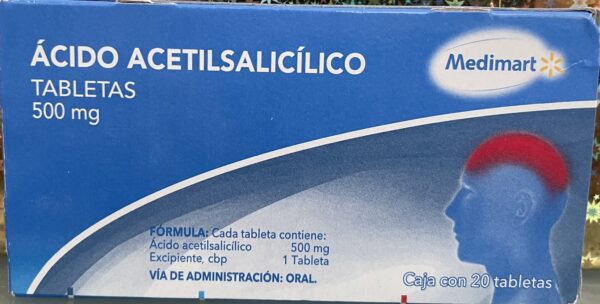 ÁCIDO ACETILSALICÍLICO
TABLETAS
500 mg
Medimart
FÓRMULA: Cada tableta contiene:
Ácido acetilsalicílico 500 mg
Excipiente, cbp 1 Tableta
VÍA DE ADMINISTRACIÓN: ORAL.
Caja con 20 tabletas